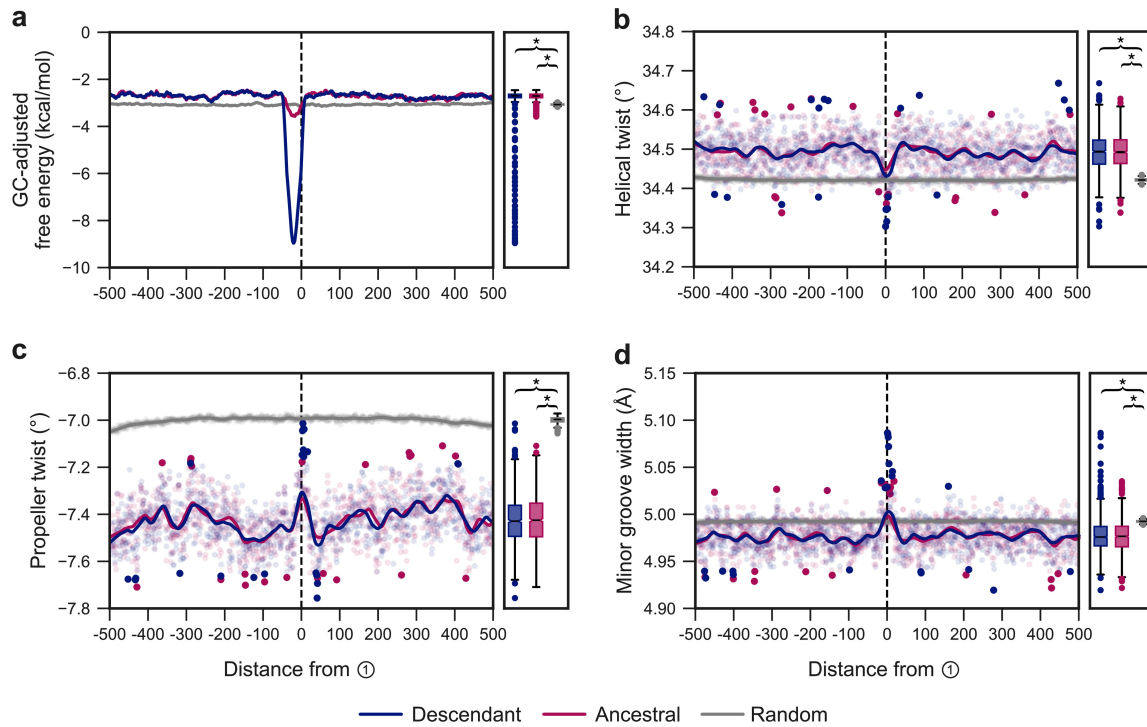 a
GC-adjusted
free energy (kcal/mol)
0
−2
−4
−6
−8
−10
-500 -400 -300 -200 -100 0 100 200 300 400 500
*
*
b
Helical twist (°)
34.8
34.7
34.6
34.5
34.4
34.3
34.2
-500 -400 -300 -200 -100 0 100 200 300 400 500
*
*
c
Propeller twist (°)
−6.8
−7.0
−7.2
−7.4
−7.6
−7.8
-500 -400 -300 -200 -100 0 100 200 300 400 500
Distance from ①
*
*
d
Minor groove width (Å)
5.15
5.10
5.05
5.00
4.95
4.90
-500 -400 -300 -200 -100 0 100 200 300 400 500
Distance from ①
*
*
Descendant Ancestral Random